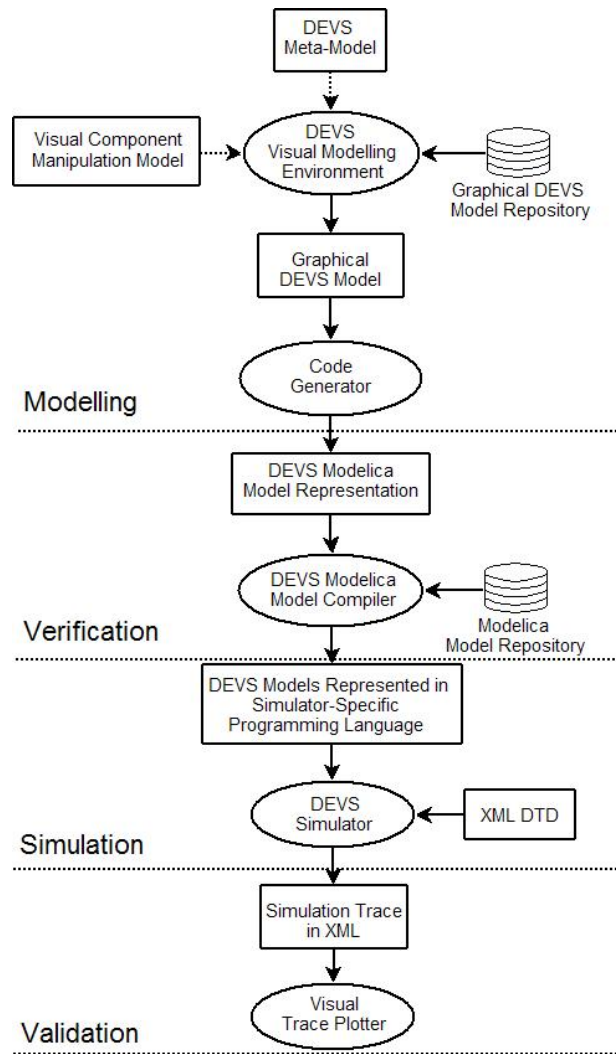 DEVS
Meta-Model
Visual Component
Manipulation Model
DEVS
Visual Modelling
Environment
Graphical DEVS
Model Repository
Graphical
DEVS Model
Code
Generator
Modelling
DEVS Modelica
Model Representation
DEVS Modelica
Model Compiler
Modelica
Model Repository
Verification
DEVS Models Represented in
Simulator-Specific
Programming Language
DEVS
Simulator
XML DTD
Simulation
Simulation Trace
in XML
Visual
Trace Plotter
Validation